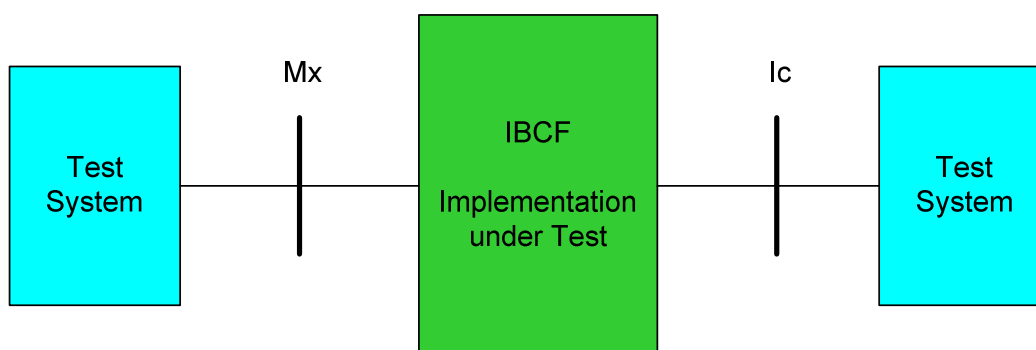 Mx
Ic
Test
System
IBCF
Implementation
under Test
Test
System